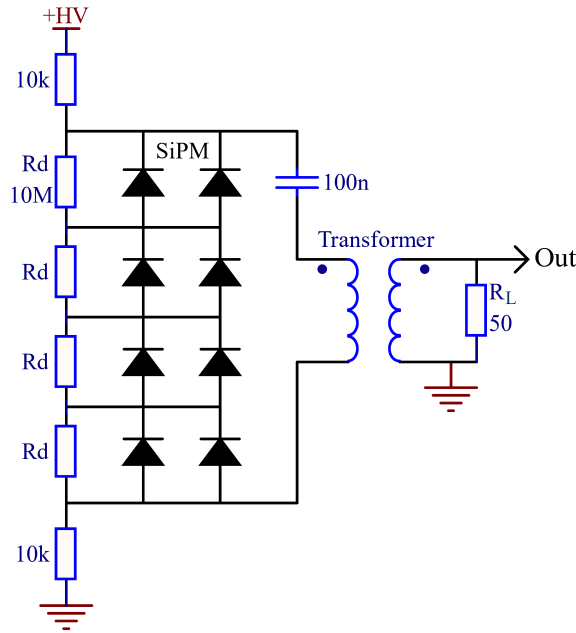 +HV
10k
SiPM
Rd
10M
100n
Transformer
Rd
Out
RL
50
Rd
Rd
10k